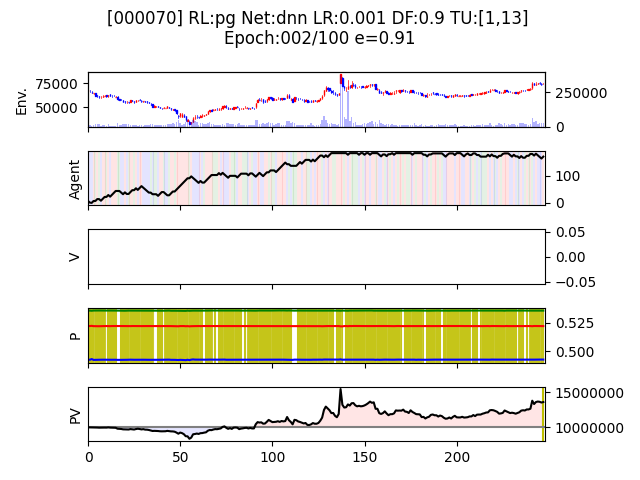 [000070] RL:pg Net:dnn LR:0.001 DF:0.9 TU:[1,13]
Epoch:002/100 e=0.91
Env.
75000
50000
250000
0
Agent
100
0
V
0.05
0.00
−0.05
P
0.525
0.500
PV
15000000
10000000
0 50 100 150 200